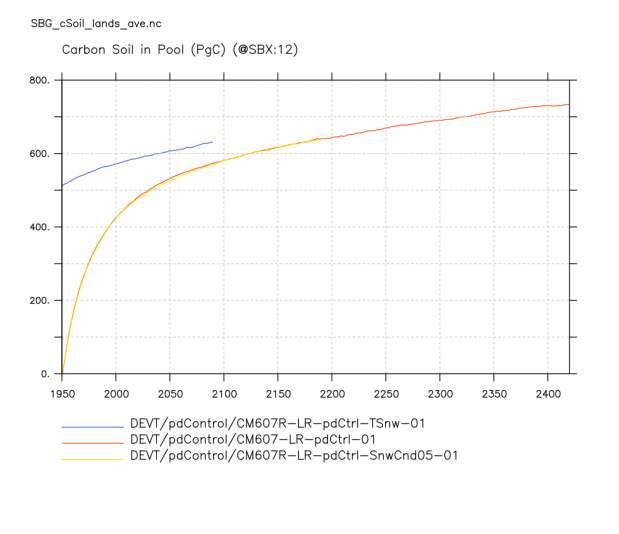 SBG_cSoil_lands_ave.nc
Carbon Soil in Pool (PgC) (@SBX:12)
800.
600.
400.
200.
0.
1950 2000 2050 2100 2150 2200 2250 2300 2350 2400
DEVT/pdControl/CM607R-LR-pdCtrl-TSnw-01
DEVT/pdControl/CM607-LR-pdCtrl-01
DEVT/pdControl/CM607R-LR-pdCtrl-SnwCnd05-01